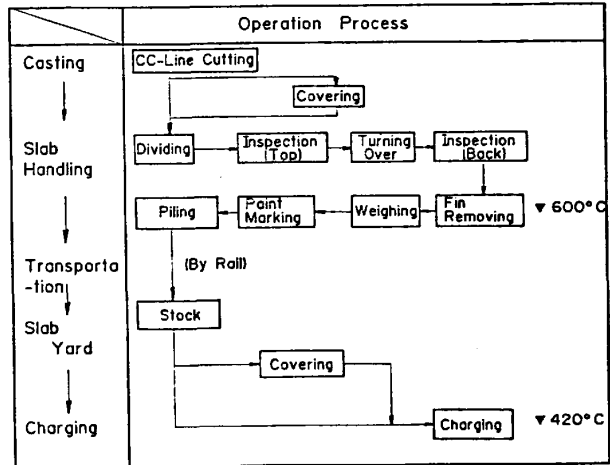 Operation Process
Casting
CC-Line Cutting
Covering
Slab
Handling
Dividing
Inspection
(Top)
Turning
Over
Inspection
(Back)
Piling
Paint
Marking
Weighing
Fin
Removing
▼ 600°C
Transporta
-tion
(By Rail)
Slab
Yard
Stock
Covering
Charging
Charging
▼ 420°C